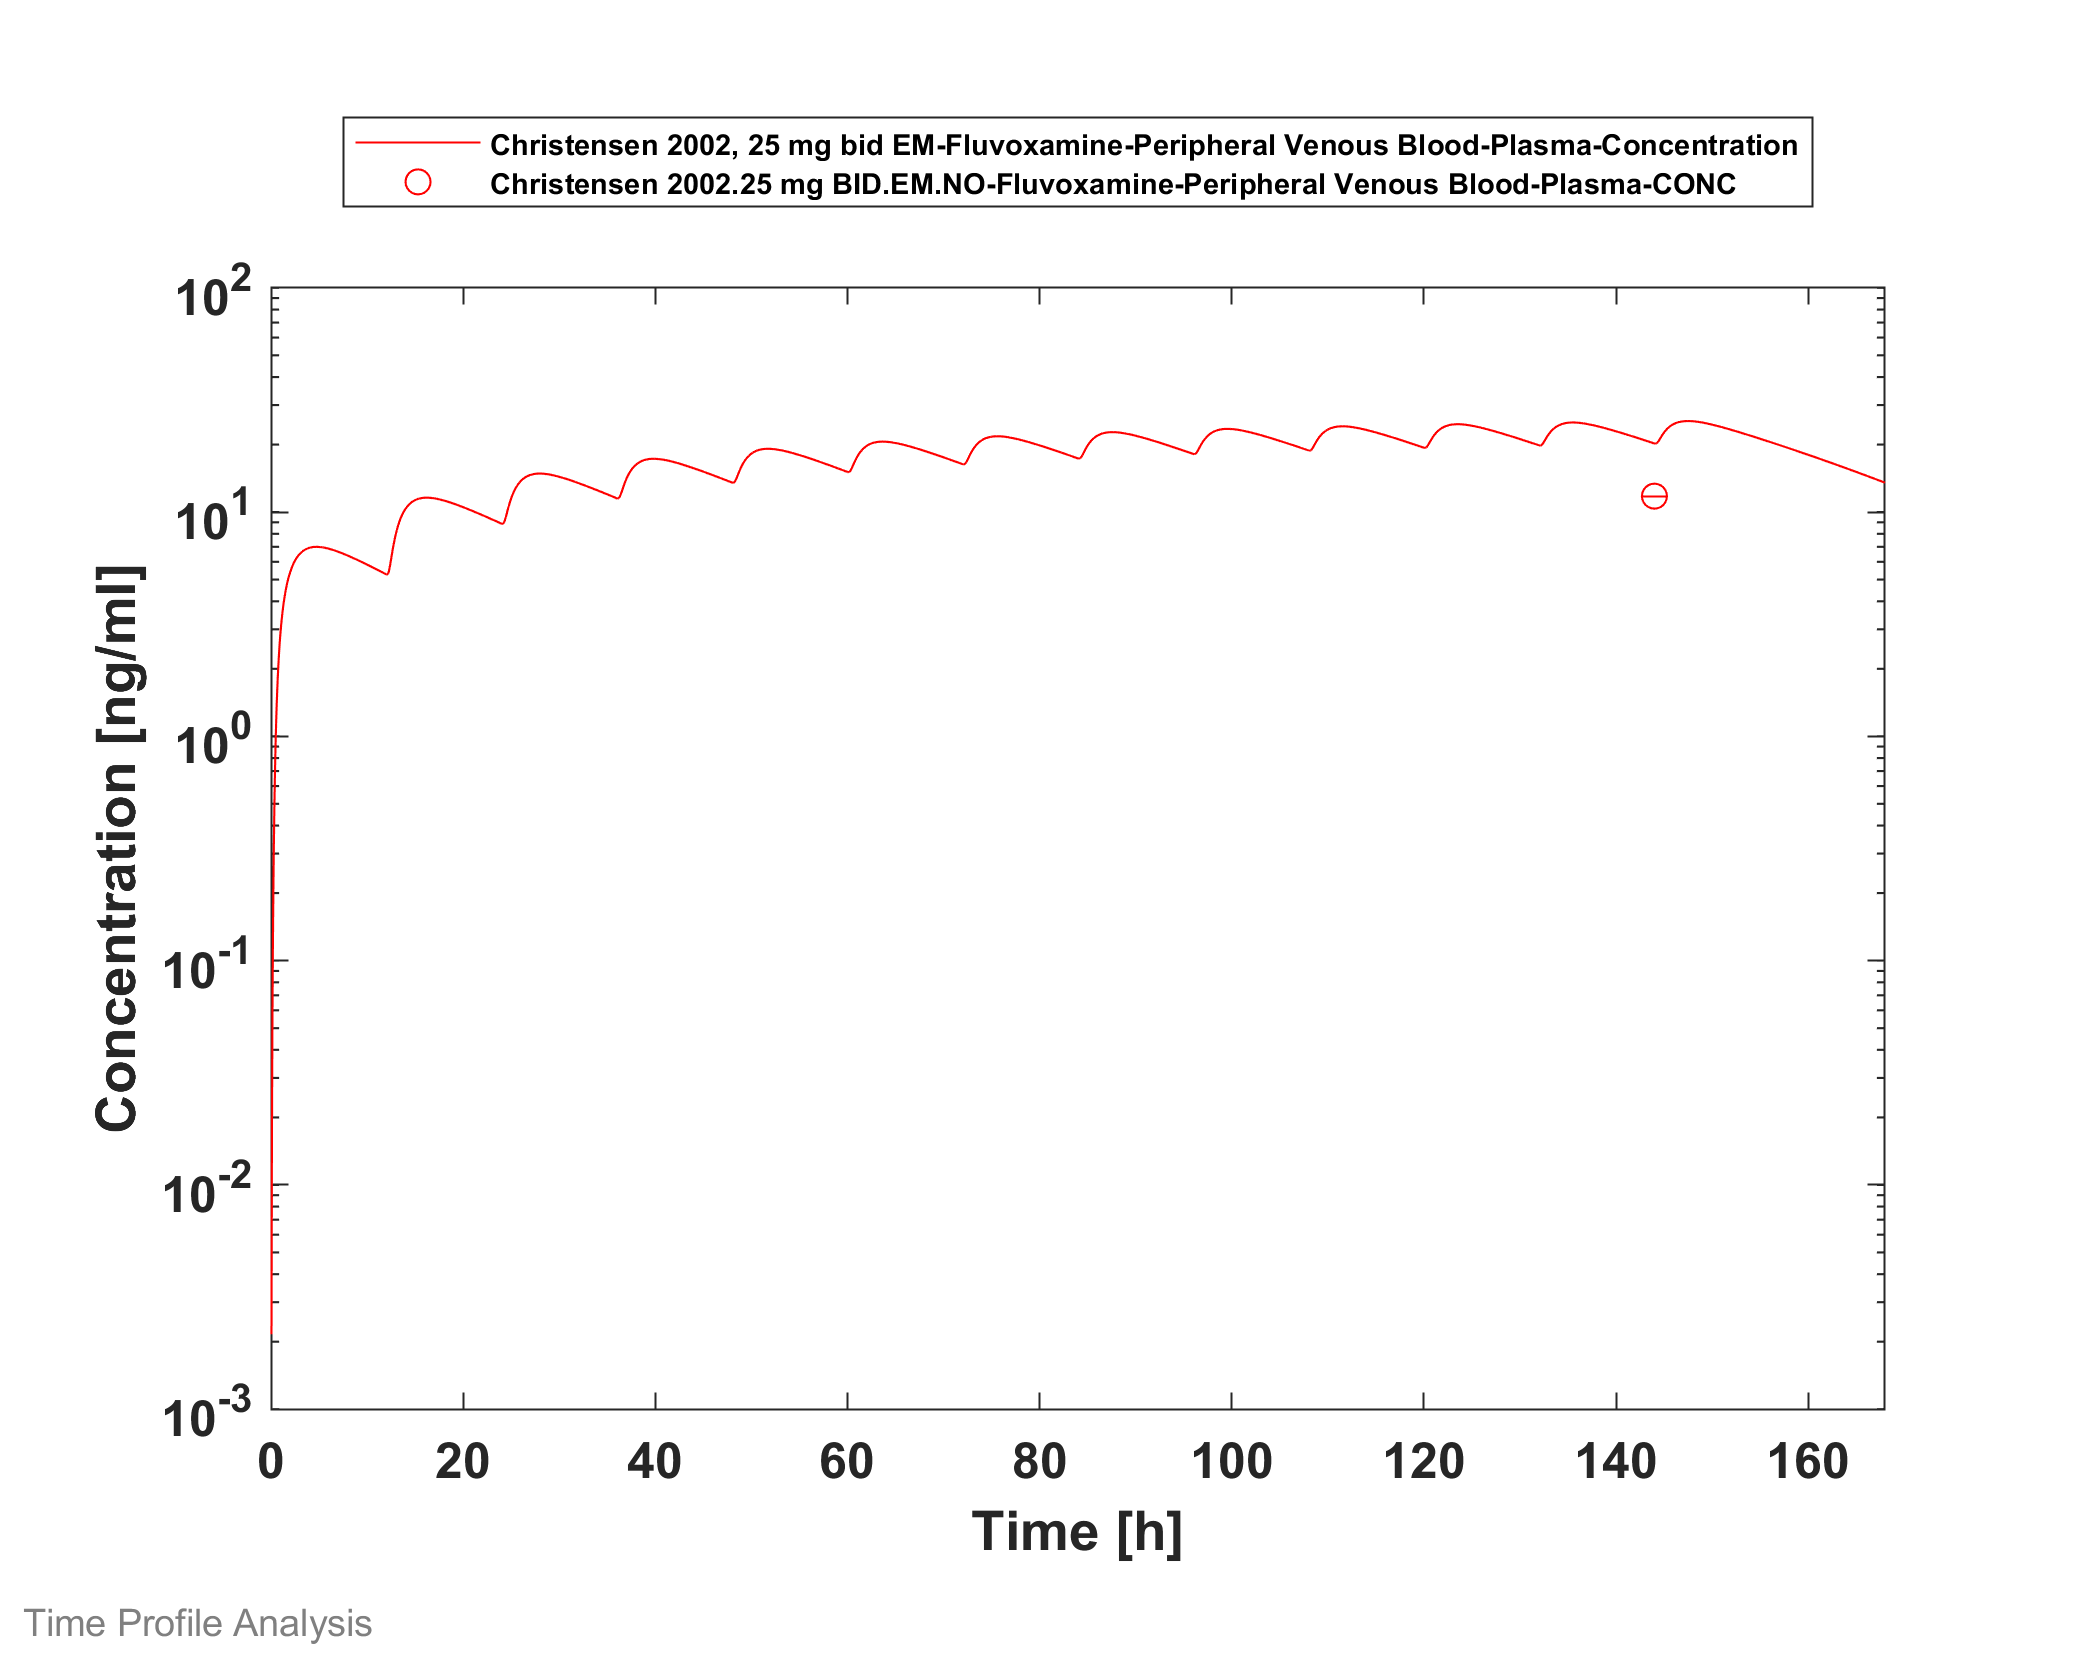 Christensen 2002, 25 mg bid EM-Fluvoxamine-Peripheral Venous Blood-Plasma-Concentration
Christensen 2002.25 mg BID.EM.NO-Fluvoxamine-Peripheral Venous Blood-Plasma-CONC
10^2
10^1
10^0
10^-1
10^-2
10^-3
Concentration [ng/ml]
0 20 40 60 80 100 120 140 160
Time [h]
Time Profile Analysis